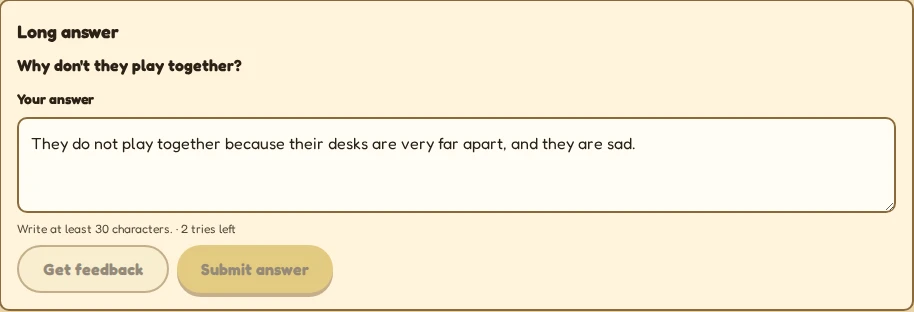 Long answer
Why don't they play together?
Your answer
They do not play together because their desks are very far apart, and they are sad.
Write at least 30 characters. · 2 tries left
Get feedback
Submit answer